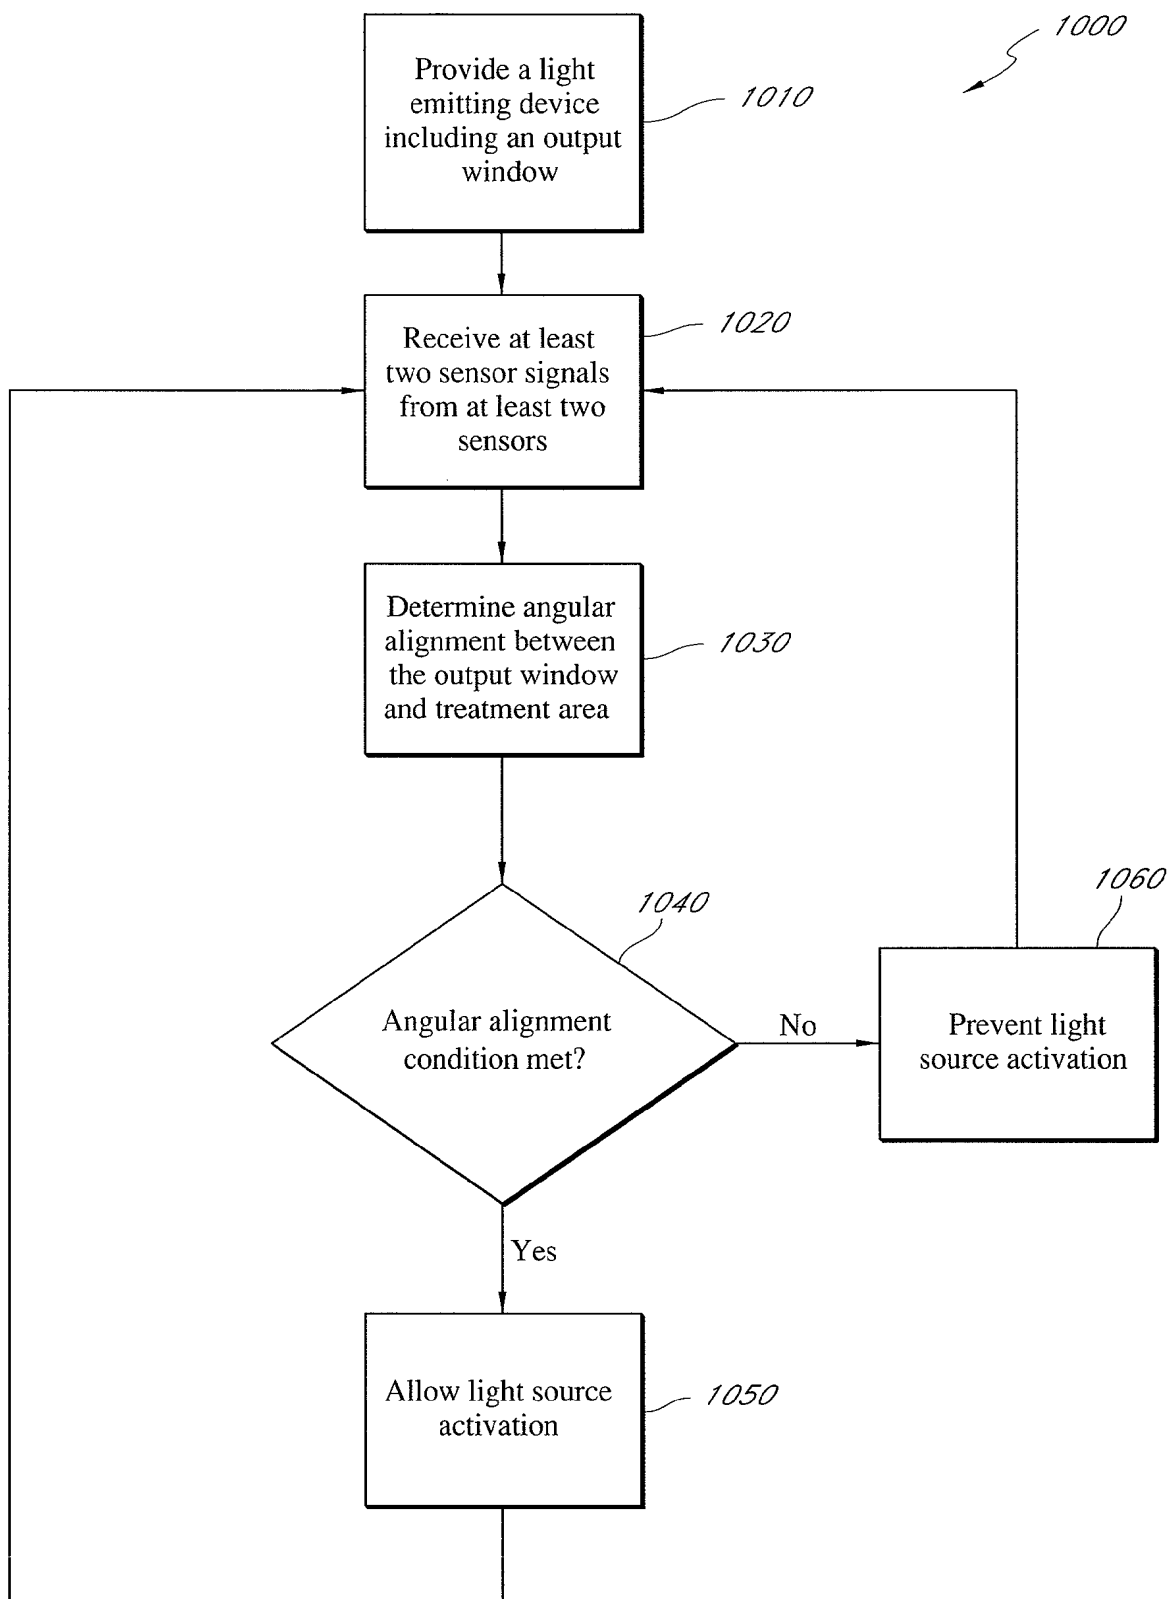 1000
Provide a light
emitting device
including an output
window
1010
Receive at least
two sensor signals
from at least two
sensors
1020
Determine angular
alignment between
the output window
and treatment area
1030
Angular alignment
condition met?
1040
No
Prevent light
source activation
1060
Yes
Allow light source
activation
1050